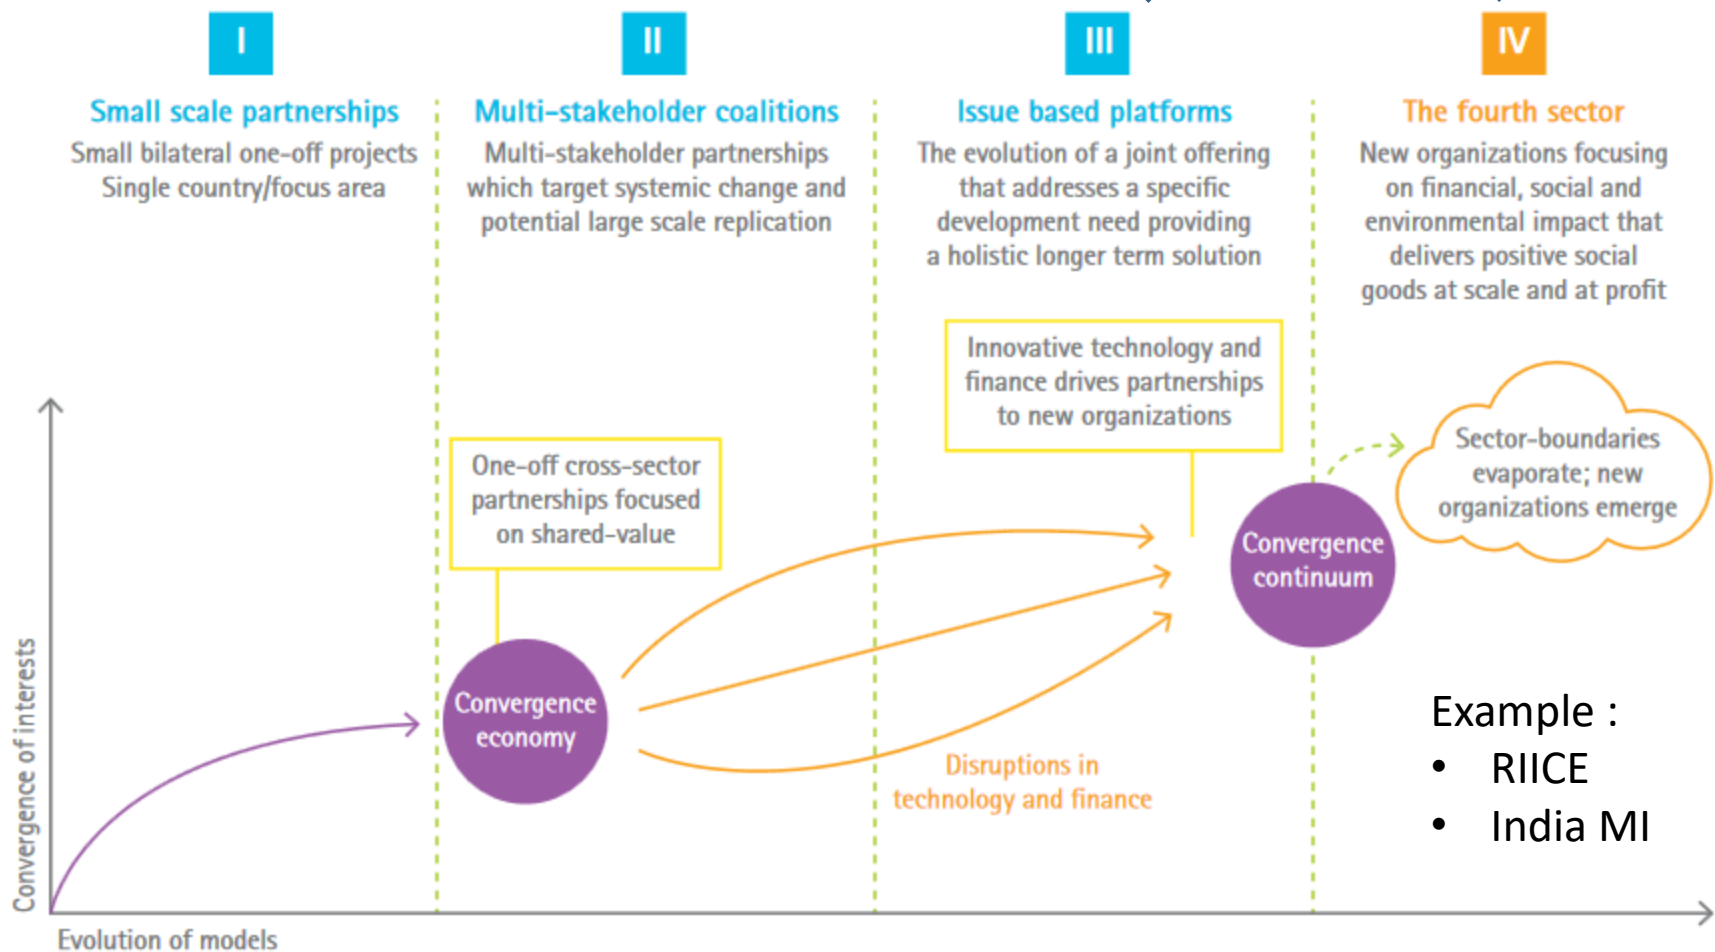 I
II
III
IV
Small scale partnerships
Small bilateral one-off projects
Single country/focus area
Multi-stakeholder coalitions
Multi-stakeholder partnerships
which target systemic change and
potential large scale replication
Issue based platforms
The evolution of a joint offering
that addresses a specific
development need providing
a holistic longer term solution
The fourth sector
New organizations focusing
on financial, social and
environmental impact that
delivers positive social
goods at scale and at profit
Innovative technology and
finance drives partnerships
to new organizations
One-off cross-sector
partnerships focused
on shared-value
Sector-boundaries
evaporate; new
organizations emerge
Convergence
continuum
Convergence
economy
Disruptions in
technology and finance
Example :
• RIICE
• India MI
Convergence of interests
Evolution of models